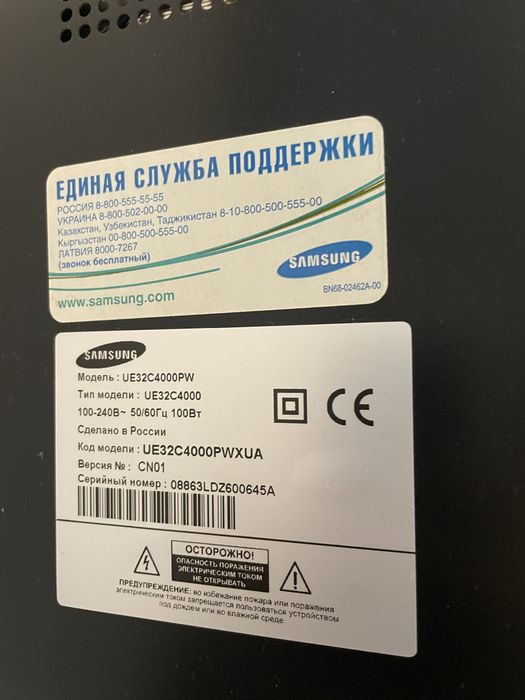 ЕДИНАЯ СЛУЖБА ПОДДЕРЖКИ
РОССИЯ 8-800-555-55-55
УКРАИНА 8-800-502-00-00
Казахстан, Узбекистан, Таджикистан 8-10-800-500-555-00
Кыргызстан 00-800-500-555-00
ЛАТВИЯ 8000-7267
(звонок бесплатный)
SAMSUNG
www.samsung.com
BN68-02462A-00
SAMSUNG
Модель : UE32C4000PW
Тип модели : UE32C4000
100-240В~ 50/60Гц 100Вт
Сделано в России
Код модели : UE32C4000PWXUA
Версия № : CN01
Серийный номер : 08863LDZ600645A
CE
ОСТОРОЖНО!
ОПАСНОСТЬ ПОРАЖЕНИЯ
ЭЛЕКТРИЧЕСКИМ ТОКОМ
НЕ ОТКРЫВАТЬ.
ПРЕДУПРЕЖДЕНИЕ: во избежание пожара или поражения
электрическим током запрещается пользоваться устройством
под дождем или во влажной среде.